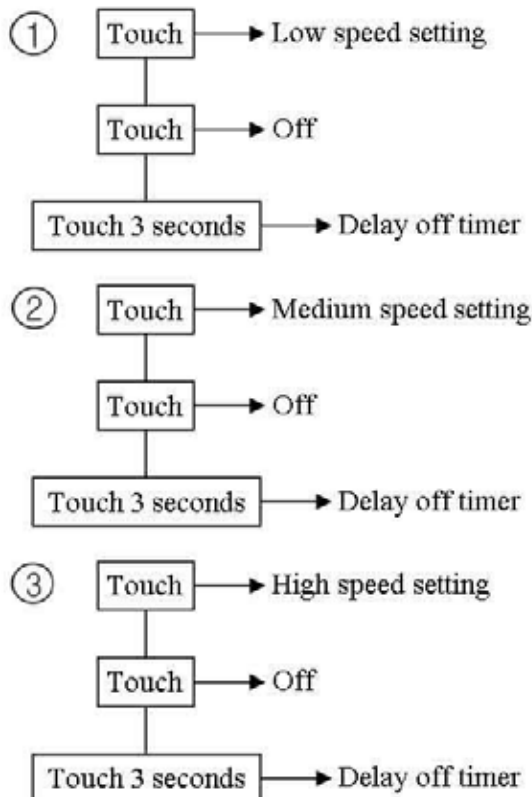 ① Touch Low speed setting
Touch Off
Touch 3 seconds Delay off timer
② Touch Medium speed setting
Touch Off
Touch 3 seconds Delay off timer
③ Touch High speed setting
Touch Off
Touch 3 seconds Delay off timer